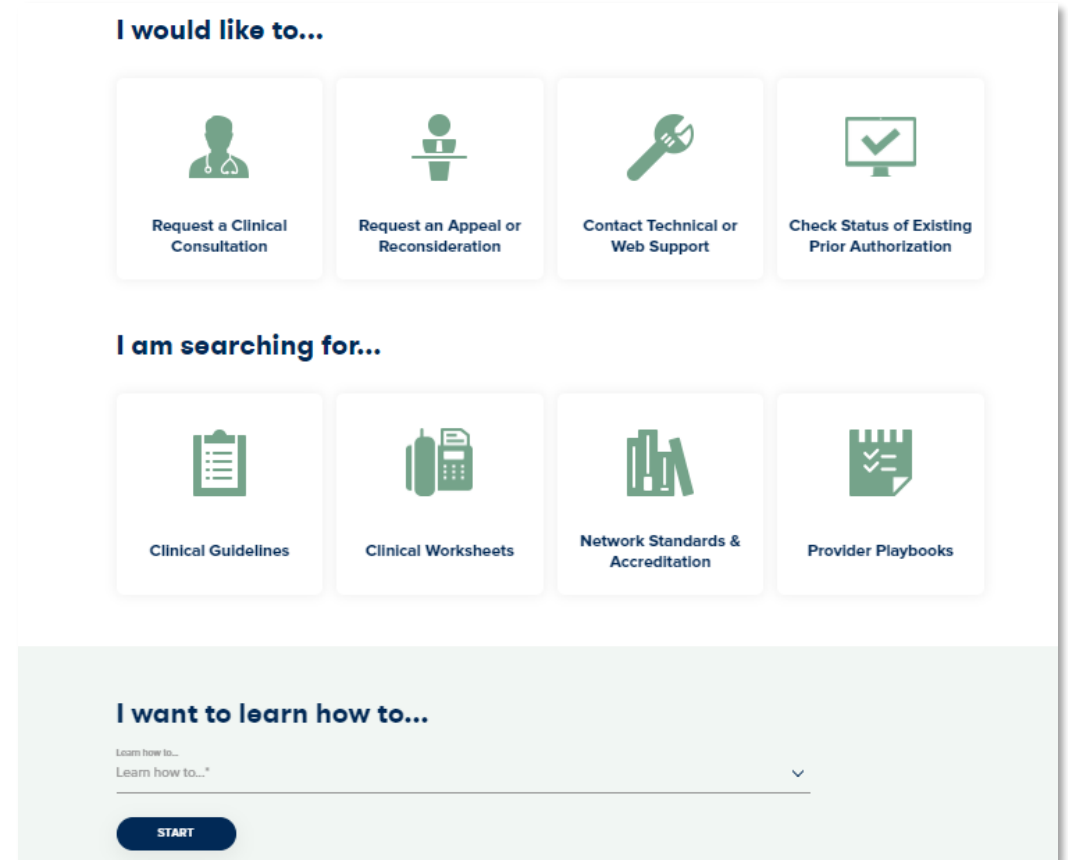 I would like to...
Request a Clinical
Consultation
Request an Appeal or
Reconsideration
Contact Technical or
Web Support
Check Status of Existing
Prior Authorization
I am searching for...
Clinical Guidelines
Clinical Worksheets
Network Standards &
Accreditation
Provider Playbooks
I want to learn how to...
Learn how to...
Learn how to...*
START